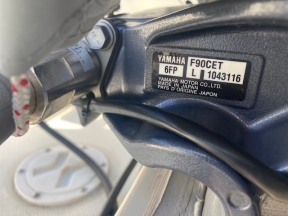 YAMAHA F90CET
6FP L 1043116
YAMAHA MOTOR CO.,LTD.
MADE IN JAPAN
PAYS D'ORIGINE JAPON